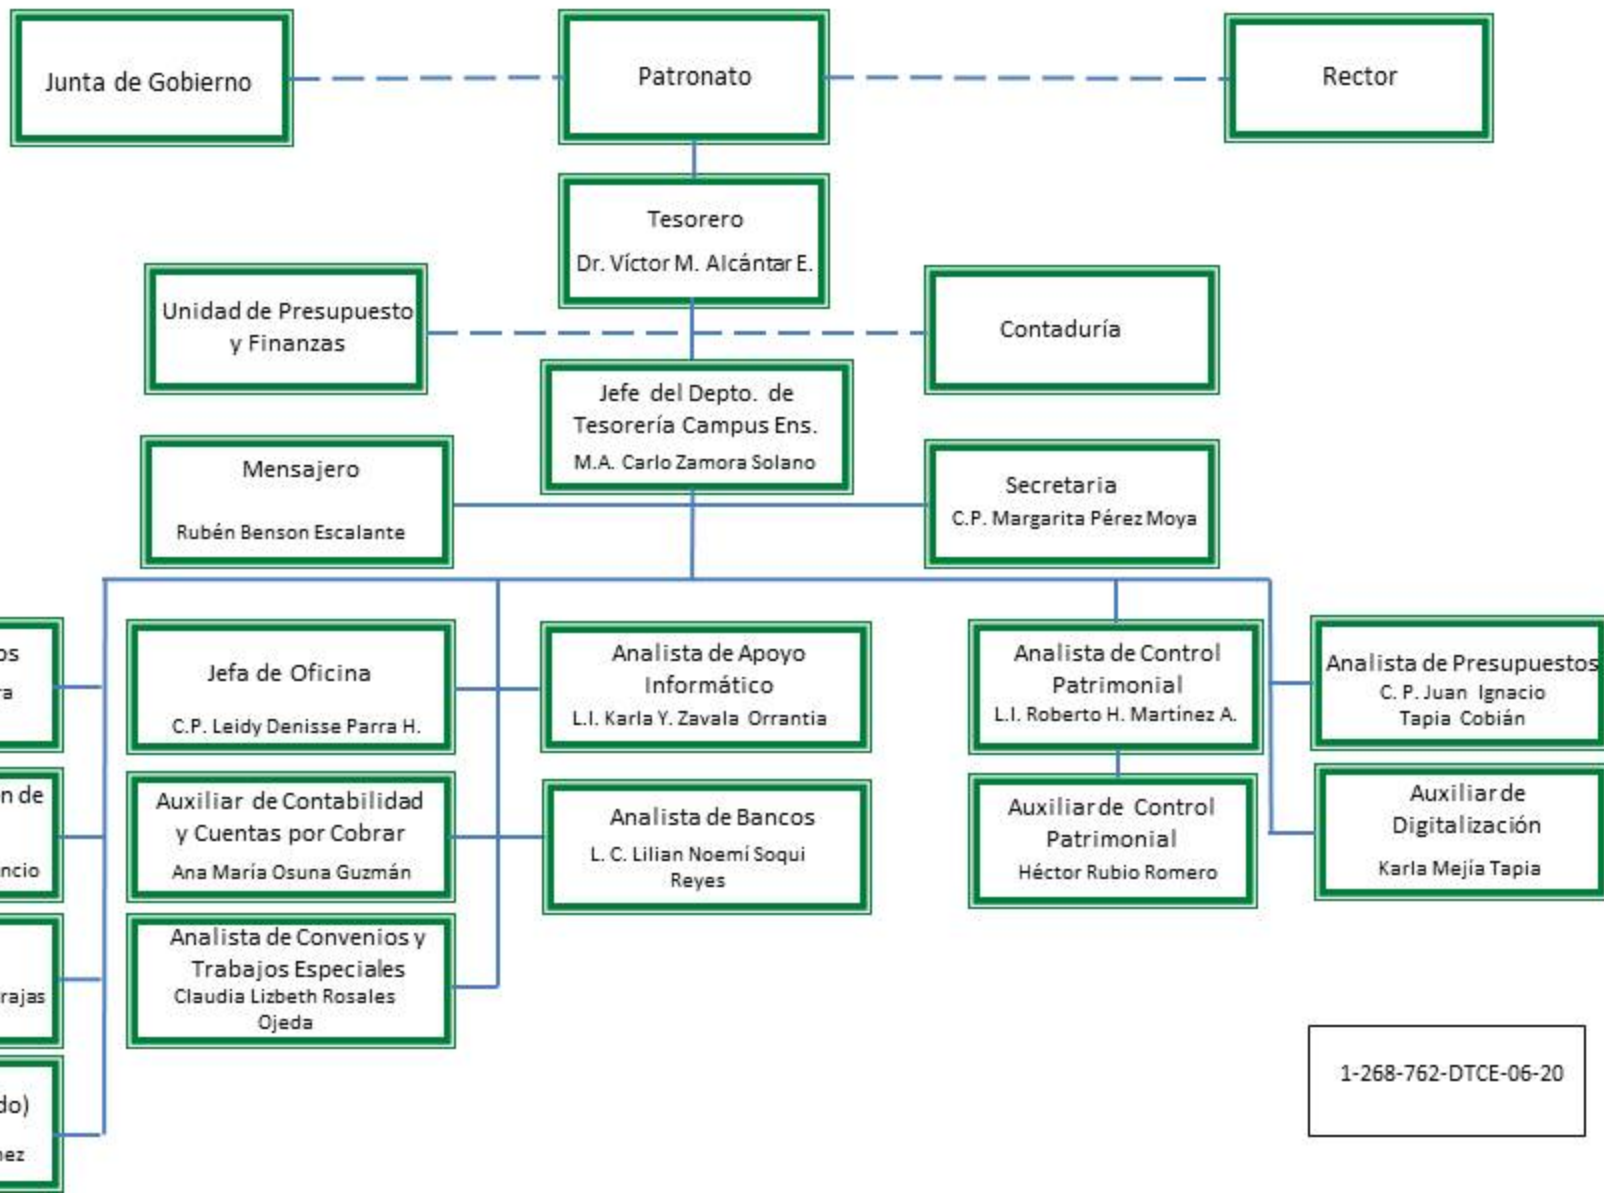 Junta de Gobierno
Patronato
Rector
Tesorero
Dr. Víctor M. Alcántar E.
Unidad de Presupuesto
y Finanzas
Contaduría
Jefe del Depto. de
Tesorería Campus Ens.
M.A. Carlo Zamora Solano
Mensajero
Rubén Benson Escalante
Secretaria
C.P. Margarita Pérez Moya
Jefa de Oficina
C.P. Leidy Denisse Parra H.
Analista de Apoyo
Informático
L.I. Karla Y. Zavala Orrantia
Analista de Control
Patrimonial
L.I. Roberto H. Martínez A.
Analista de Presupuestos
C. P. Juan Ignacio
Tapia Cobián
n de
Auxiliar de Contabilidad
y Cuentas por Cobrar
Ana María Osuna Guzmán
Analista de Bancos
L. C. Lilian Noemí Soqui
Reyes
Auxiliar de Control
Patrimonial
Héctor Rubio Romero
Auxiliar de
Digitalización
Karla Mejía Tapia
Analista de Convenios y
Trabajos Especiales
Claudia Lizbeth Rosales
Ojeda
1-268-762-DTCE-06-20